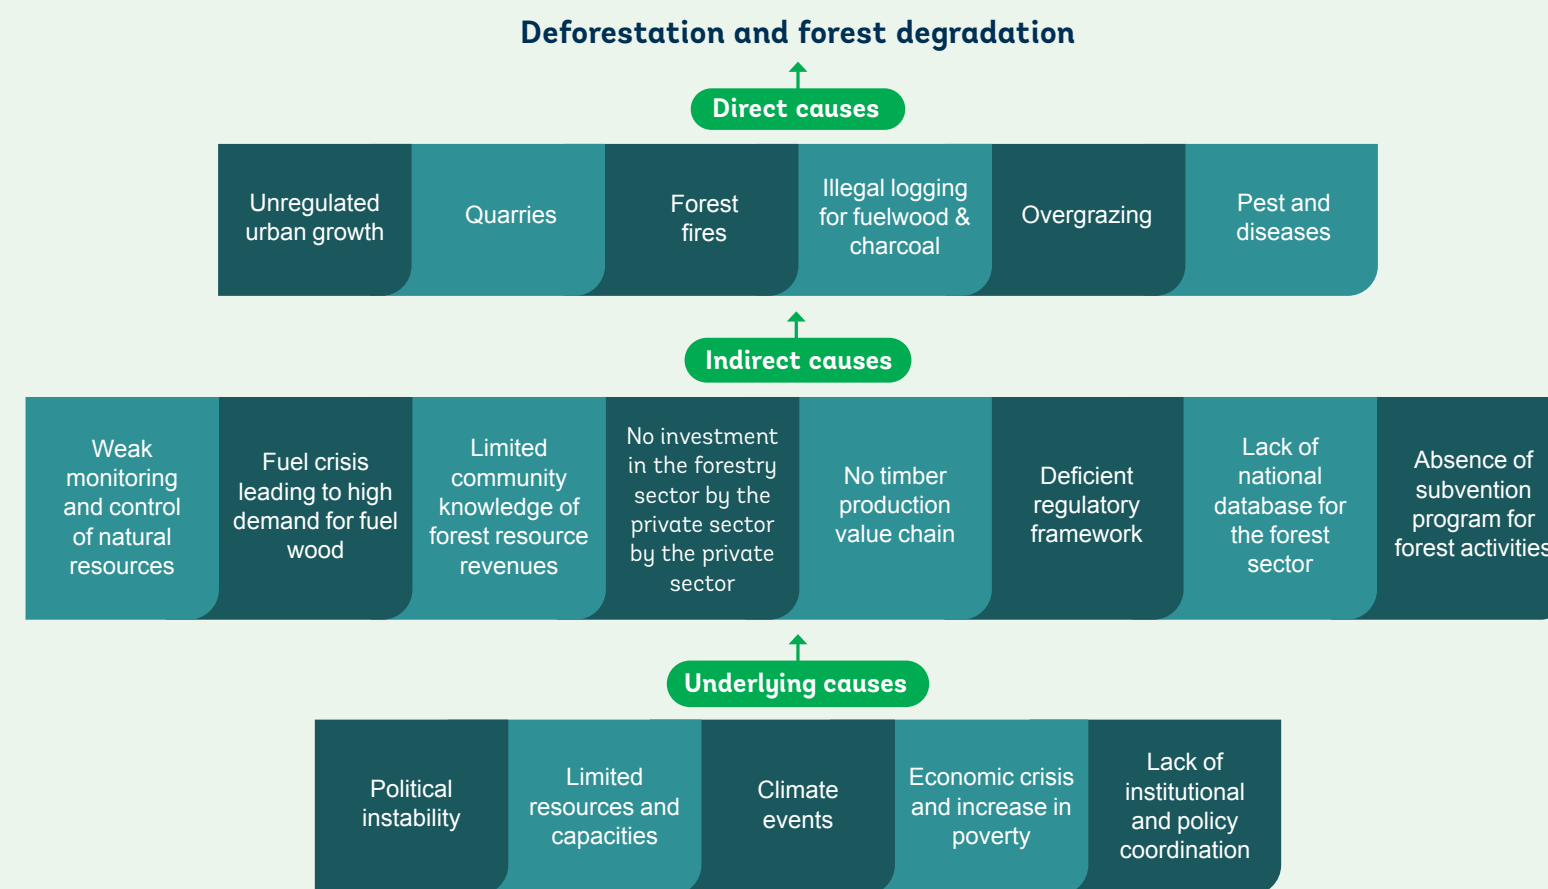 Deforestation and forest degradation
Direct causes
Unregulated
urban growth
Quarries
Forest
fires
Illegal logging
for fuelwood &
charcoal
Overgrazing
Pest and
diseases
Indirect causes
Weak
monitoring
and control
of natural
resources
Fuel crisis
leading to high
demand for fuel
wood
Limited
community
knowledge of
forest resource
revenues
No investment
in the forestry
sector by the
private sector
by the private
sector
No timber
production
value chain
Deficient
regulatory
framework
Lack of
national
database for
the forest
sector
Absence of
subvention
program for
forest activities
Underlying causes
Political
instability
Limited
resources and
capacities
Climate
events
Economic crisis
and increase in
poverty
Lack of
institutional
and policy
coordination